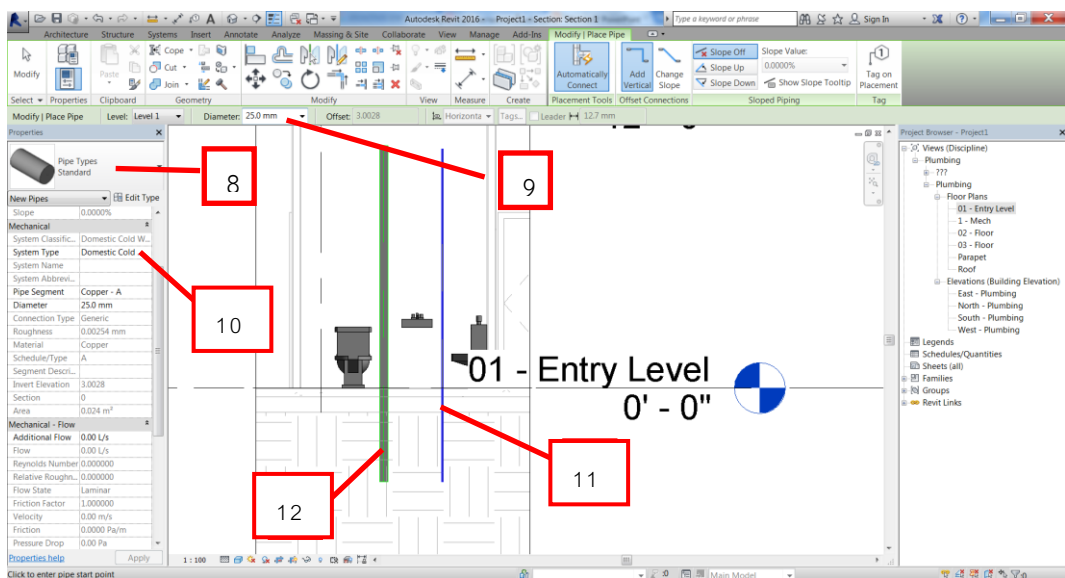 Autodesk Revit 2016 - Project1 - Section: Section 1
Type a keyword or phrase
Sign In
Architecture Structure Systems Insert Annotate Analyze Massing & Site Collaborate View Manage Add-Ins Modify | Place Pipe
Modify
Paste
Cope
Cut
Join
Automatically Connect
Add Vertical
Change Slope
Slope Off
Slope Up
Slope Down
Slope Value:
0.0000%
Show Slope Tooltip
Tag on Placement
Select Properties Clipboard Geometry Modify View Measure Create Placement Tools Offset Connections Sloped Piping Tag
Modify | Place Pipe Level: Level 1 Diameter: 25.0 mm Offset: 3.0028 Horizonta Tags... Leader 12.7 mm
Properties
Pipe Types
Standard
New Pipes Edit Type
Slope 0.0000%
Mechanical
System Classific... Domestic Cold W...
System Type Domestic Cold ...
System Name
System Abbrevi...
Pipe Segment Copper - A
Diameter 25.0 mm
Connection Type Generic
Roughness 0.00254 mm
Material Copper
Schedule/Type A
Segment Descri...
Invert Elevation 3.0028
Section 0
Area 0.024 m²
Mechanical - Flow
Additional Flow 0.00 L/s
Flow 0.00 L/s
Reynolds Number 0.000000
Relative Roughn... 0.000000
Flow State Laminar
Friction Factor 1.000000
Velocity 0.00 m/s
Friction 0.0000 Pa/m
Pressure Drop 0.00 Pa
Properties help Apply
8
9
10
11
12
01 - Entry Level
0' - 0"
1 : 100
Project Browser - Project1
Views (Discipline)
Plumbing
???
Plumbing
Floor Plans
01 - Entry Level
1 - Mech
02 - Floor
03 - Floor
Parapet
Roof
Elevations (Building Elevation)
East - Plumbing
North - Plumbing
South - Plumbing
West - Plumbing
Legends
Schedules/Quantities
Sheets (all)
Families
Groups
Revit Links
Click to enter pipe start point
:0
Main Model
:0